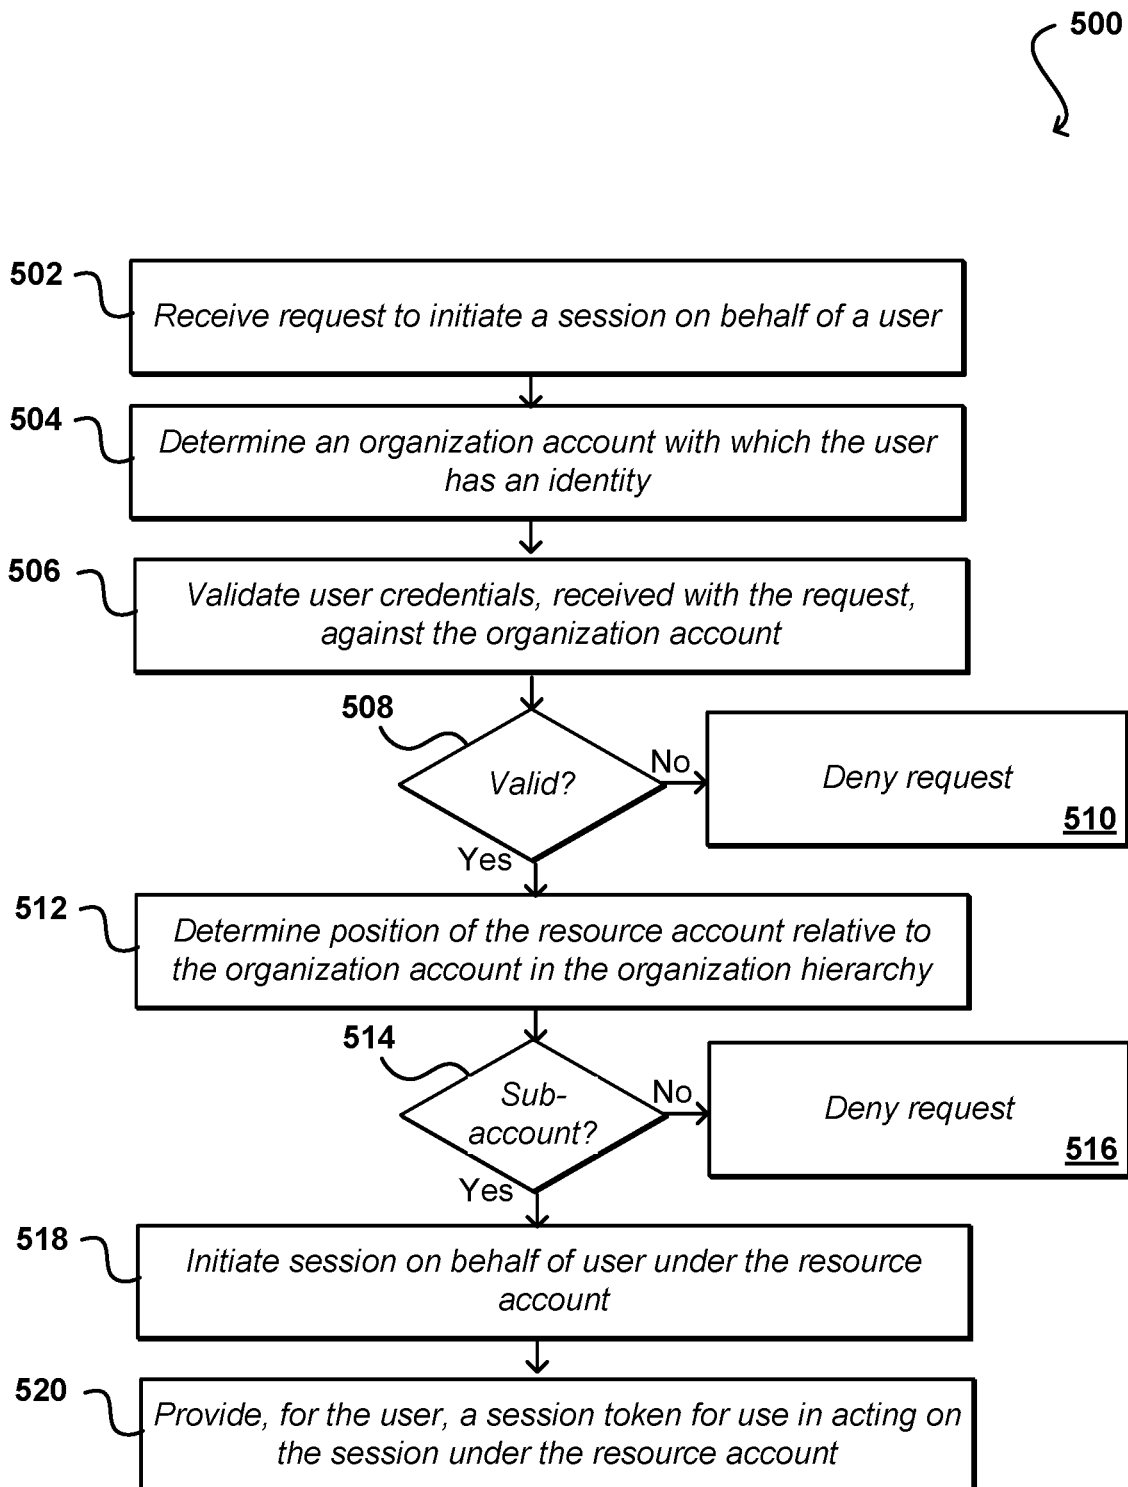 500
502
Receive request to initiate a session on behalf of a user
504
Determine an organization account with which the user
has an identity
506
Validate user credentials, received with the request,
against the organization account
508
Valid?
No
Deny request
510
Yes
512
Determine position of the resource account relative to
the organization account in the organization hierarchy
514
Sub-
account?
No
Deny request
516
Yes
518
Initiate session on behalf of user under the resource
account
520
Provide, for the user, a session token for use in acting on
the session under the resource account